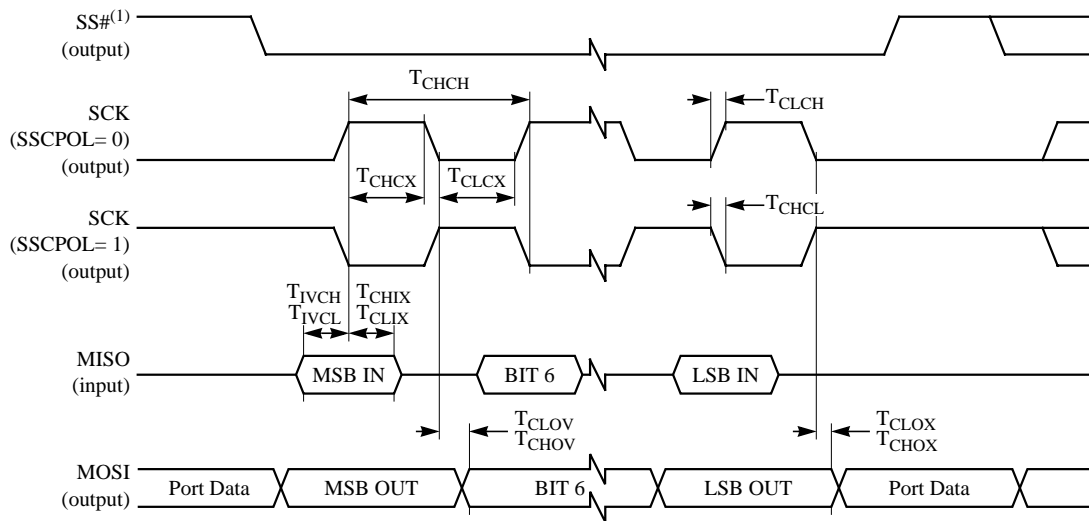 SS#(1)
(output)
TCHCH
TCLCH
SCK
(SSCPOL= 0)
(output)
TCHCX
TCLCX
TCHCL
SCK
(SSCPOL= 1)
(output)
TIVCH
TCHIX
TIVCL
TCLIX
MISO
(input)
MSB IN
BIT 6
LSB IN
TCLOV
TCHOV
TCLOX
TCHOX
MOSI
(output)
Port Data
MSB OUT
BIT 6
LSB OUT
Port Data